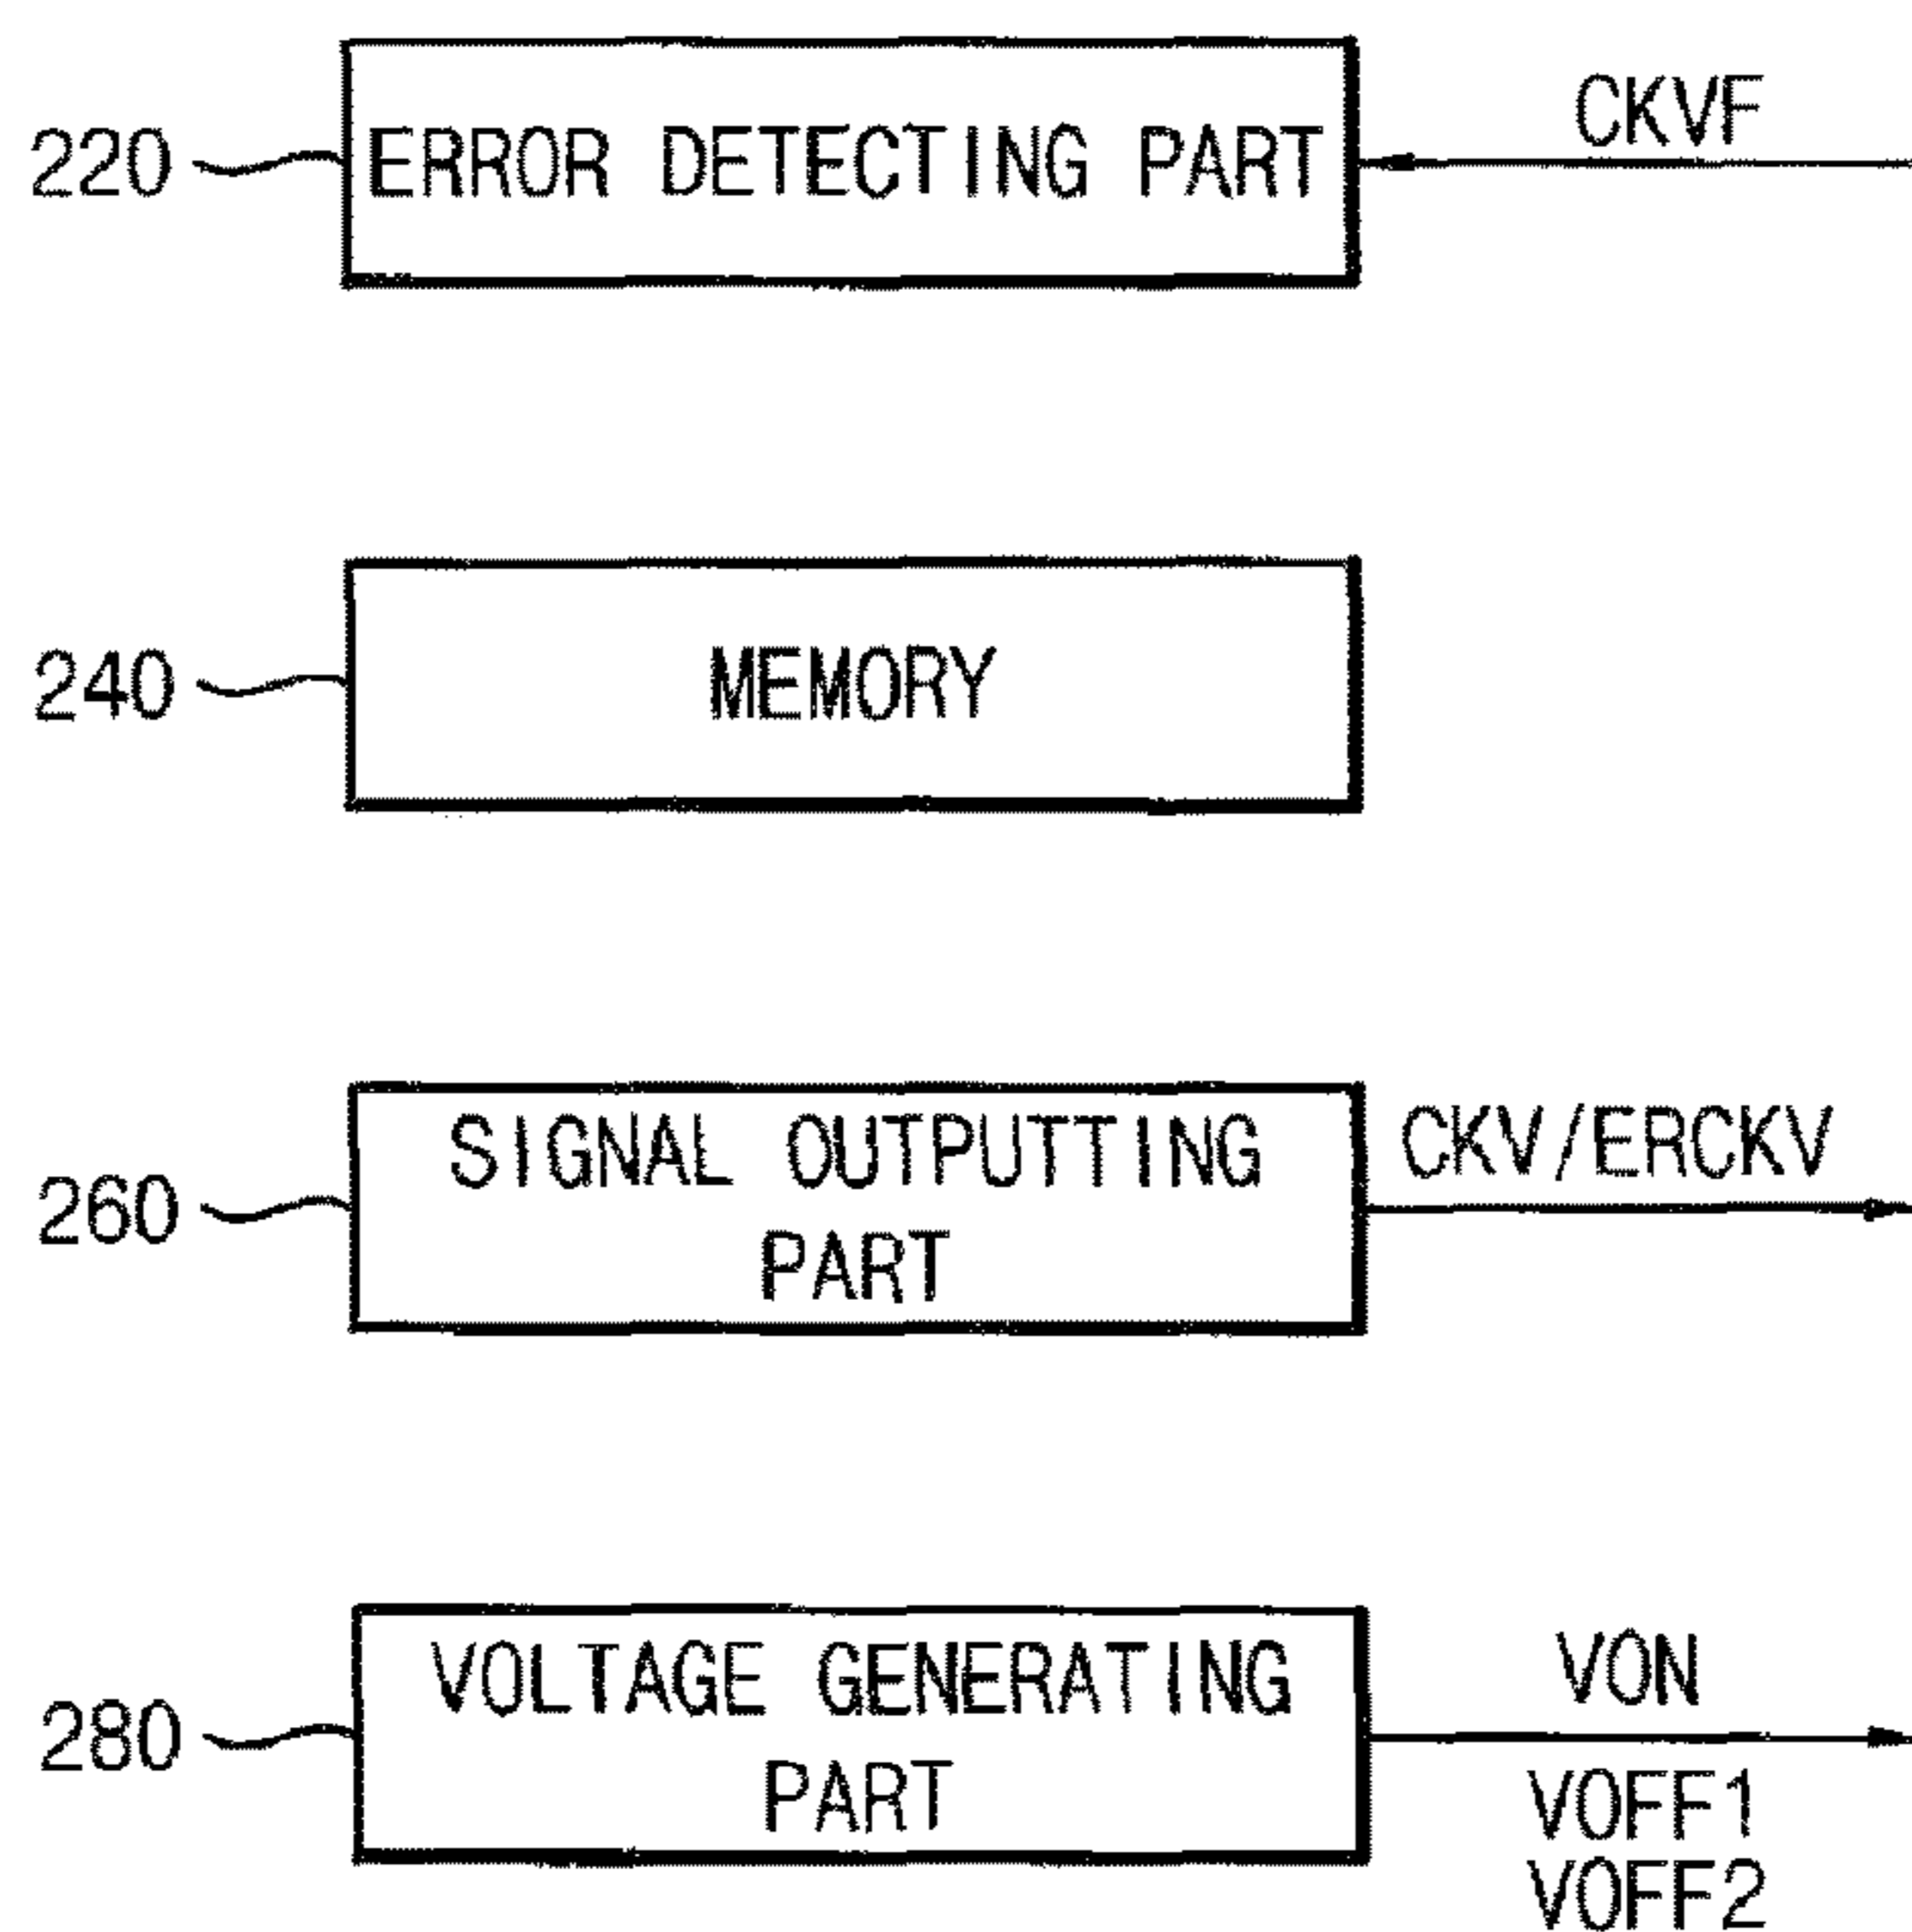 CKVF
220 ERROR DETECTING PART
240 MEMORY
SIGNAL OUTPUTTING
CKV/ERCKV
260
PART
VOLTAGE GENERATING
VON
280
PART
VOFF1
VOFF2